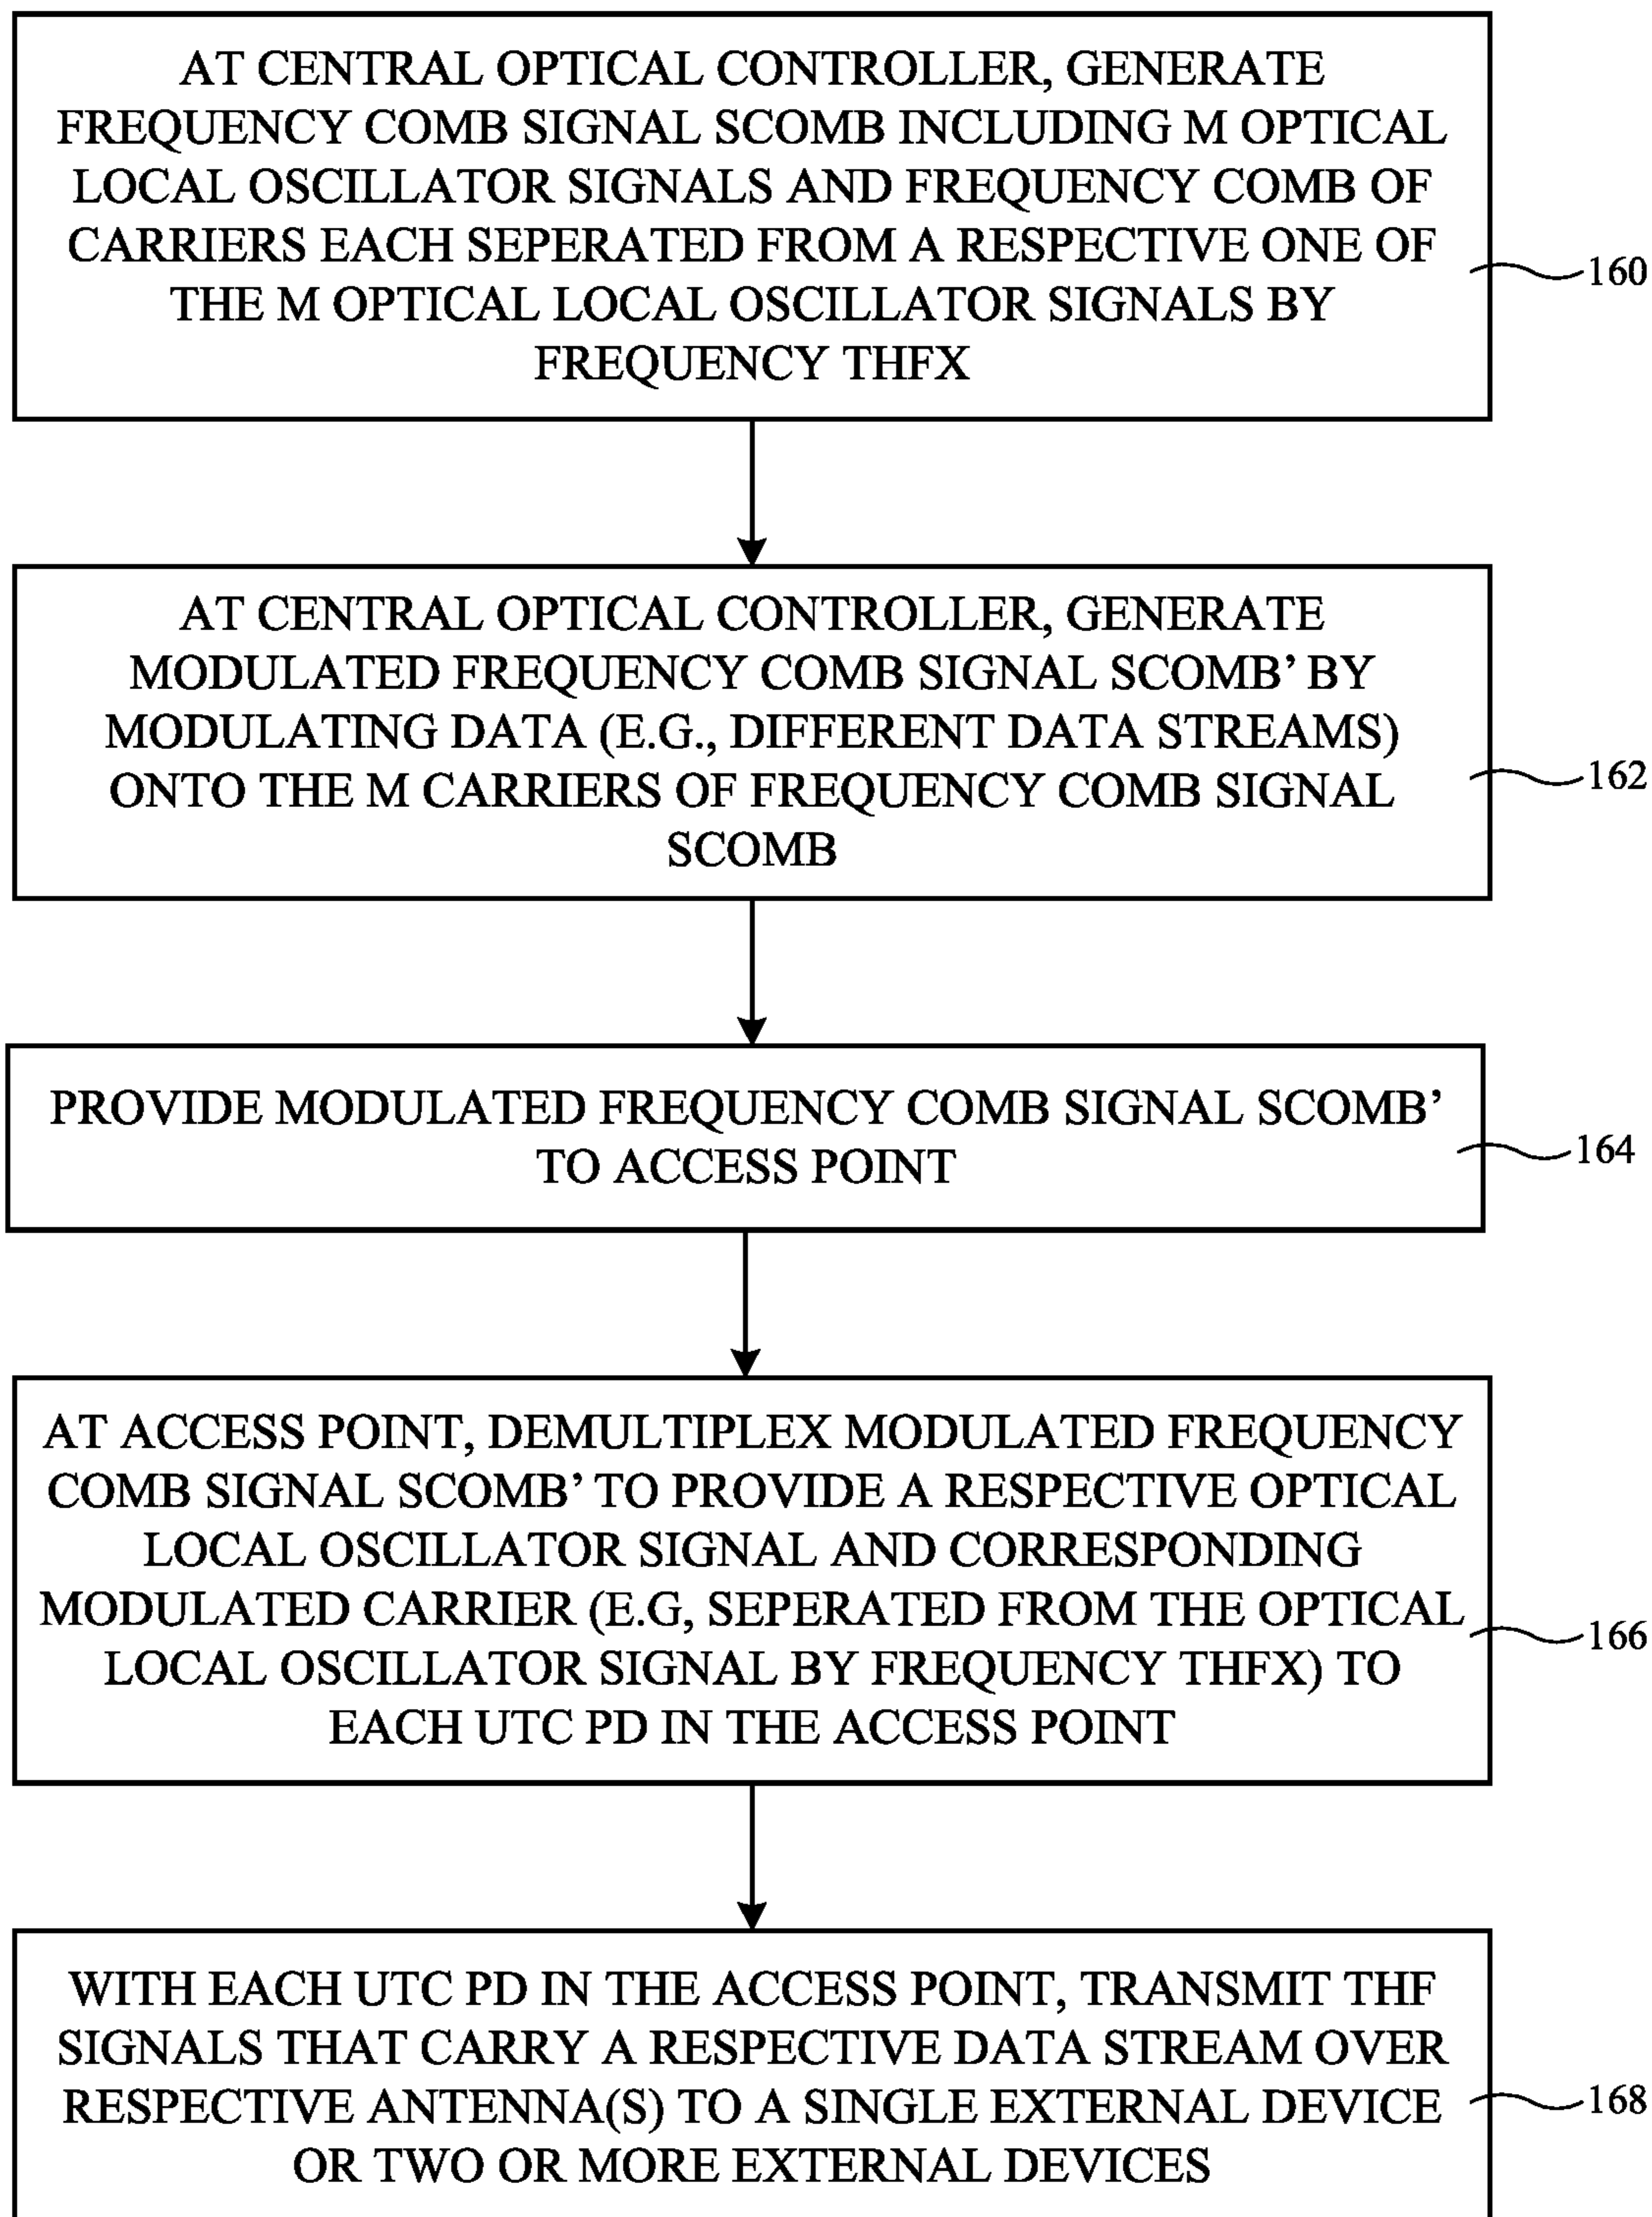 AT CENTRAL OPTICAL CONTROLLER, GENERATE
FREQUENCY COMB SIGNAL SCOMB INCLUDING M OPTICAL
LOCAL OSCILLATOR SIGNALS AND FREQUENCY COMB OF
CARRIERS EACH SEPERATED FROM A RESPECTIVE ONE OF
THE M OPTICAL LOCAL OSCILLATOR SIGNALS BY
FREQUENCY THFX
160
AT CENTRAL OPTICAL CONTROLLER, GENERATE
MODULATED FREQUENCY COMB SIGNAL SCOMB’ BY
MODULATING DATA (E.G., DIFFERENT DATA STREAMS)
ONTO THE M CARRIERS OF FREQUENCY COMB SIGNAL
SCOMB
162
PROVIDE MODULATED FREQUENCY COMB SIGNAL SCOMB’
TO ACCESS POINT
164
AT ACCESS POINT, DEMULTIPLEX MODULATED FREQUENCY
COMB SIGNAL SCOMB’ TO PROVIDE A RESPECTIVE OPTICAL
LOCAL OSCILLATOR SIGNAL AND CORRESPONDING
MODULATED CARRIER (E.G, SEPERATED FROM THE OPTICAL
LOCAL OSCILLATOR SIGNAL BY FREQUENCY THFX) TO
EACH UTC PD IN THE ACCESS POINT
166
WITH EACH UTC PD IN THE ACCESS POINT, TRANSMIT THF
SIGNALS THAT CARRY A RESPECTIVE DATA STREAM OVER
RESPECTIVE ANTENNA(S) TO A SINGLE EXTERNAL DEVICE
OR TWO OR MORE EXTERNAL DEVICES
168